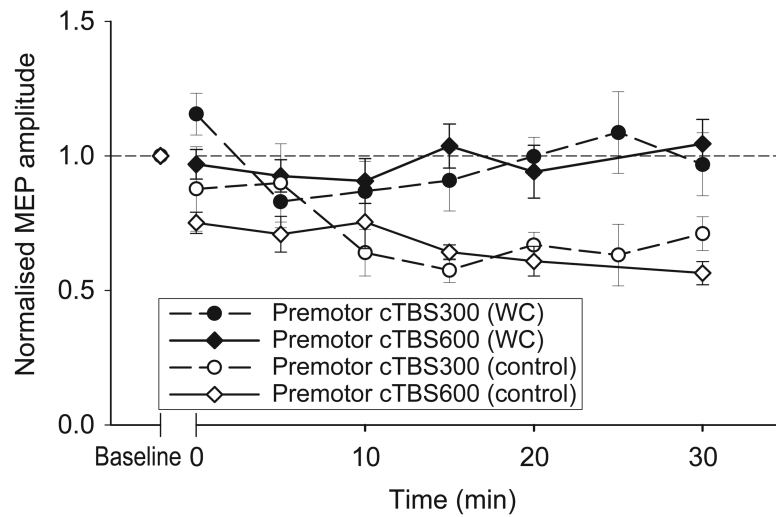 1.5
1.0
0.5
0.0
Normalised MEP amplitude
Premotor cTBS300 (WC)
Premotor cTBS600 (WC)
Premotor cTBS300 (control)
Premotor cTBS600 (control)
Baseline 0 10 20 30
Time (min)